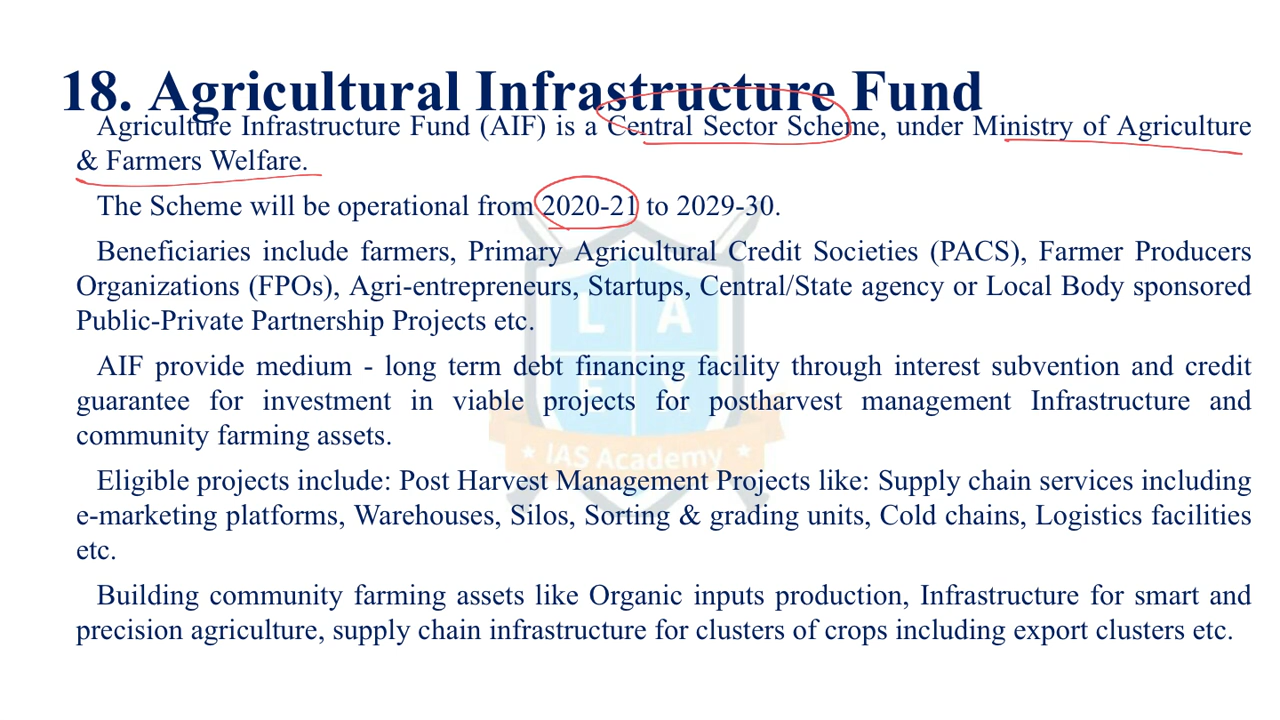 18. Agricultural Infrastructure Fund
Agriculture Infrastructure Fund (AIF) is a Central Sector Scheme, under Ministry of Agriculture
& Farmers Welfare.
The Scheme will be operational from 2020-21 to 2029-30.
Beneficiaries include farmers, Primary Agricultural Credit Societies (PACS), Farmer Producers
Organizations (FPOs), Agri-entrepreneurs, Startups, Central/State agency or Local Body sponsored
Public-Private Partnership Projects etc.
AIF provide medium - long term debt financing facility through interest subvention and credit
guarantee for investment in viable projects for postharvest management Infrastructure and
community farming assets.
Eligible projects include: Post Harvest Management Projects like: Supply chain services including
e-marketing platforms, Warehouses, Silos, Sorting & grading units, Cold chains, Logistics facilities
etc.
Building community farming assets like Organic inputs production, Infrastructure for smart and
precision agriculture, supply chain infrastructure for clusters of crops including export clusters etc.
L A
E Y
IAS Academy